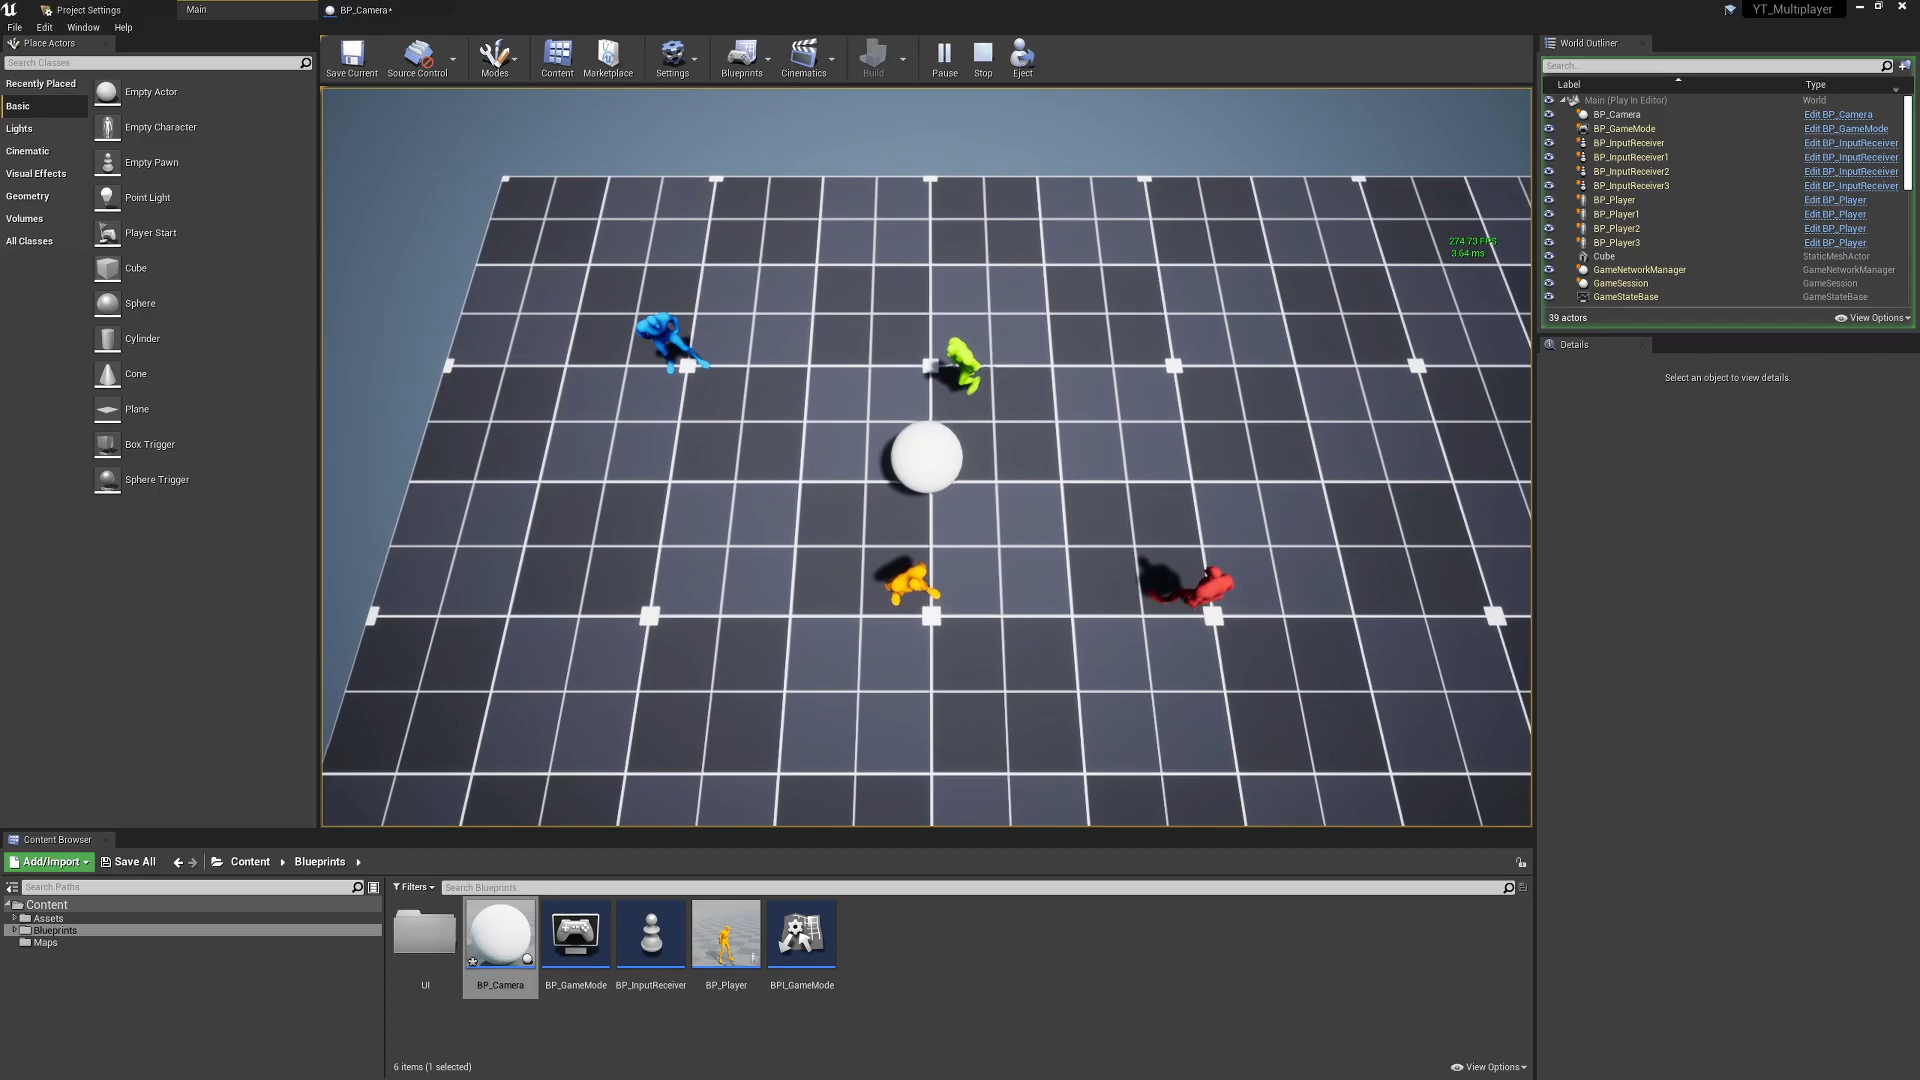 Project Settings
Main
BP_Camera*
YT_Multiplayer
File Edit Window Help
Place Actors
Search Classes
Recently Placed
Basic
Lights
Cinematic
Visual Effects
Geometry
Volumes
All Classes
Empty Actor
Empty Character
Empty Pawn
Point Light
Player Start
Cube
Sphere
Cylinder
Cone
Plane
Box Trigger
Sphere Trigger
Save Current
Source Control
Modes
Content
Marketplace
Settings
Blueprints
Cinematics
Build
Pause
Stop
Eject
274.73 FPS
3.64 ms
World Outliner
Search...
Label Type
Main (Play In Editor) World
BP_Camera Edit BP_Camera
BP_GameMode Edit BP_GameMode
BP_InputReceiver Edit BP_InputReceiver
BP_InputReceiver1 Edit BP_InputReceiver
BP_InputReceiver2 Edit BP_InputReceiver
BP_InputReceiver3 Edit BP_InputReceiver
BP_Player Edit BP_Player
BP_Player1 Edit BP_Player
BP_Player2 Edit BP_Player
BP_Player3 Edit BP_Player
Cube StaticMeshActor
GameNetworkManager GameNetworkManager
GameSession GameSession
GameStateBase GameStateBase
39 actors
View Options
Details
Select an object to view details.
Content Browser
Add/Import
Save All
Content
Blueprints
Search Paths
Content
Assets
Blueprints
Maps
Filters
Search Blueprints
UI
BP_Camera
BP_GameMode
BP_InputReceiver
BP_Player
BPI_GameMode
6 items (1 selected)
View Options